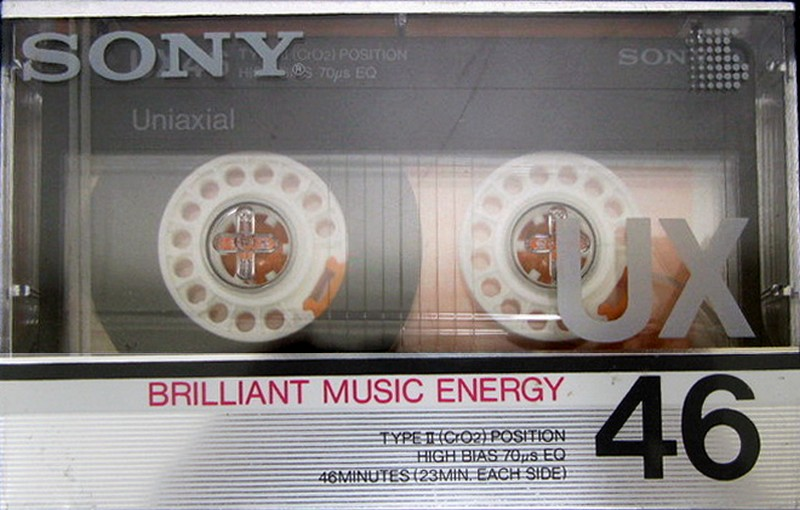 SONY®
UX46 TYPE II (CrO2) POSITION
HIGH BIAS 70μs EQ
SONY
Uniaxial
UX
BRILLIANT MUSIC ENERGY
46
TYPE II (CrO2) POSITION
HIGH BIAS 70μs EQ
46MINUTES (23MIN. EACH SIDE)